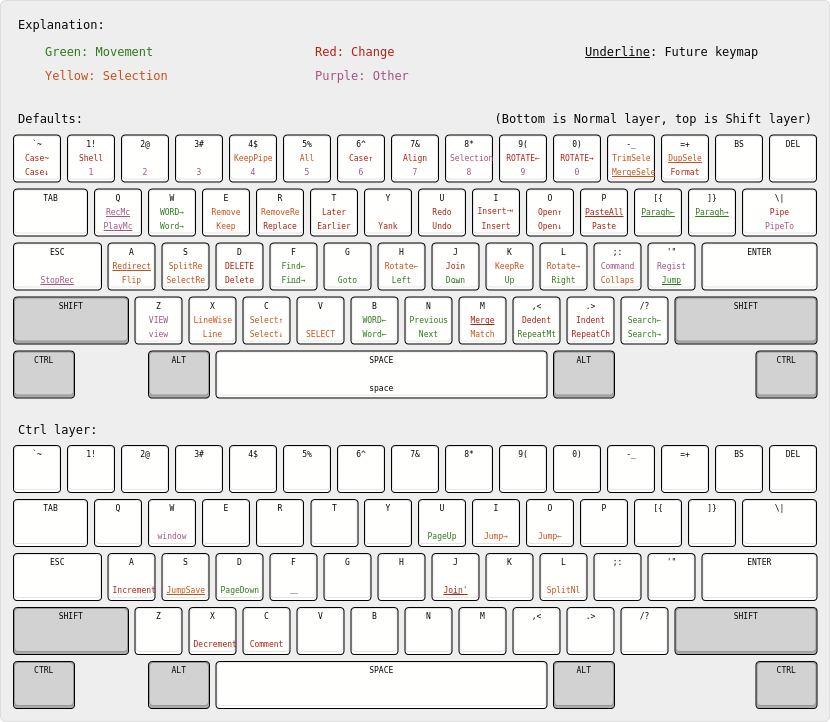 Explanation:
Green: Movement Red: Change Underline: Future keymap
Yellow: Selection Purple: Other
Defaults: (Bottom is Normal layer, top is Shift layer)
`~ 1! 2@ 3# 4$ 5% 6^ 7& 8* 9( 0) -_ =+ BS DEL
Case~ Shell KeepPipe All Case↑ Align Selection ROTATE← ROTATE→ TrimSele DupSele
Case↓ 1 2 3 4 5 6 7 8 9 0 MergeSele Format
TAB Q W E R T Y U I O P [{ ]} \|
RecMc WORD→ Remove RemoveRe Later Redo Insert⇥ Open↑ PasteAll Paragh← Paragh→ Pipe
PlayMc Word→ Keep Replace Earlier Yank Undo Insert Open↓ Paste PipeTo
ESC A S D F G H J K L ;: '" ENTER
Redirect SplitRe DELETE Find← Rotate← Join KeepRe Rotate→ Command Regist
StopRec Flip SelectRe Delete Find→ Goto Left Down Up Right Collaps Jump
SHIFT Z X C V B N M ,< .> /? SHIFT
VIEW LineWise Select↑ WORD← Previous Merge Dedent Indent Search←
view Line Select↓ SELECT Word← Next Match RepeatMt RepeatCh Search→
CTRL ALT SPACE ALT CTRL
space
Ctrl layer:
`~ 1! 2@ 3# 4$ 5% 6^ 7& 8* 9( 0) -_ =+ BS DEL
TAB Q W E R T Y U I O P [{ ]} \|
window PageUp Jump→ Jump←
ESC A S D F G H J K L ;: '" ENTER
Increment JumpSave PageDown __ Join' SplitNl
SHIFT Z X C V B N M ,< .> /? SHIFT
Decrement Comment
CTRL ALT SPACE ALT CTRL